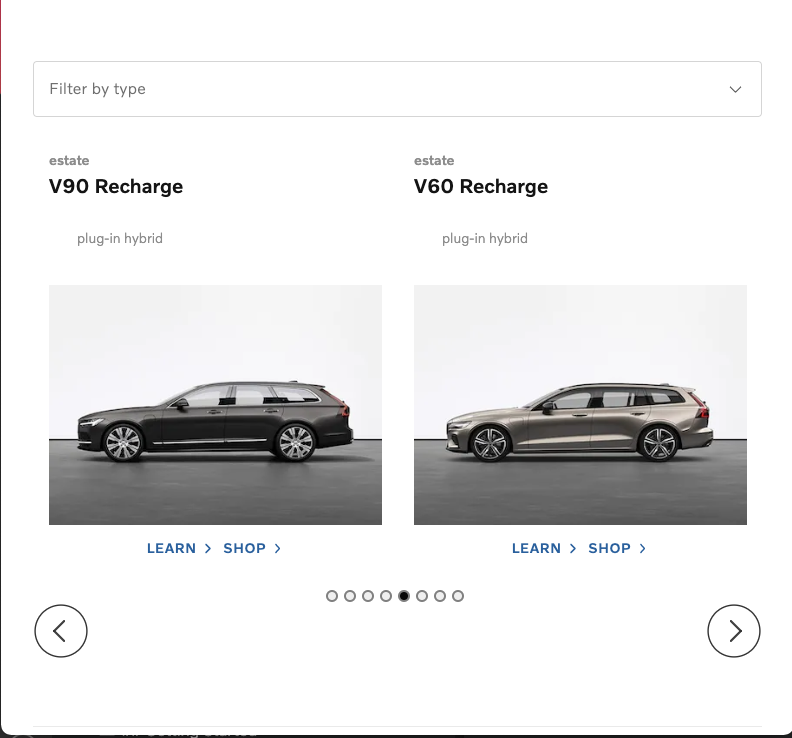 Filter by type
estate
V90 Recharge
plug-in hybrid
estate
V60 Recharge
plug-in hybrid
LEARN SHOP
LEARN SHOP